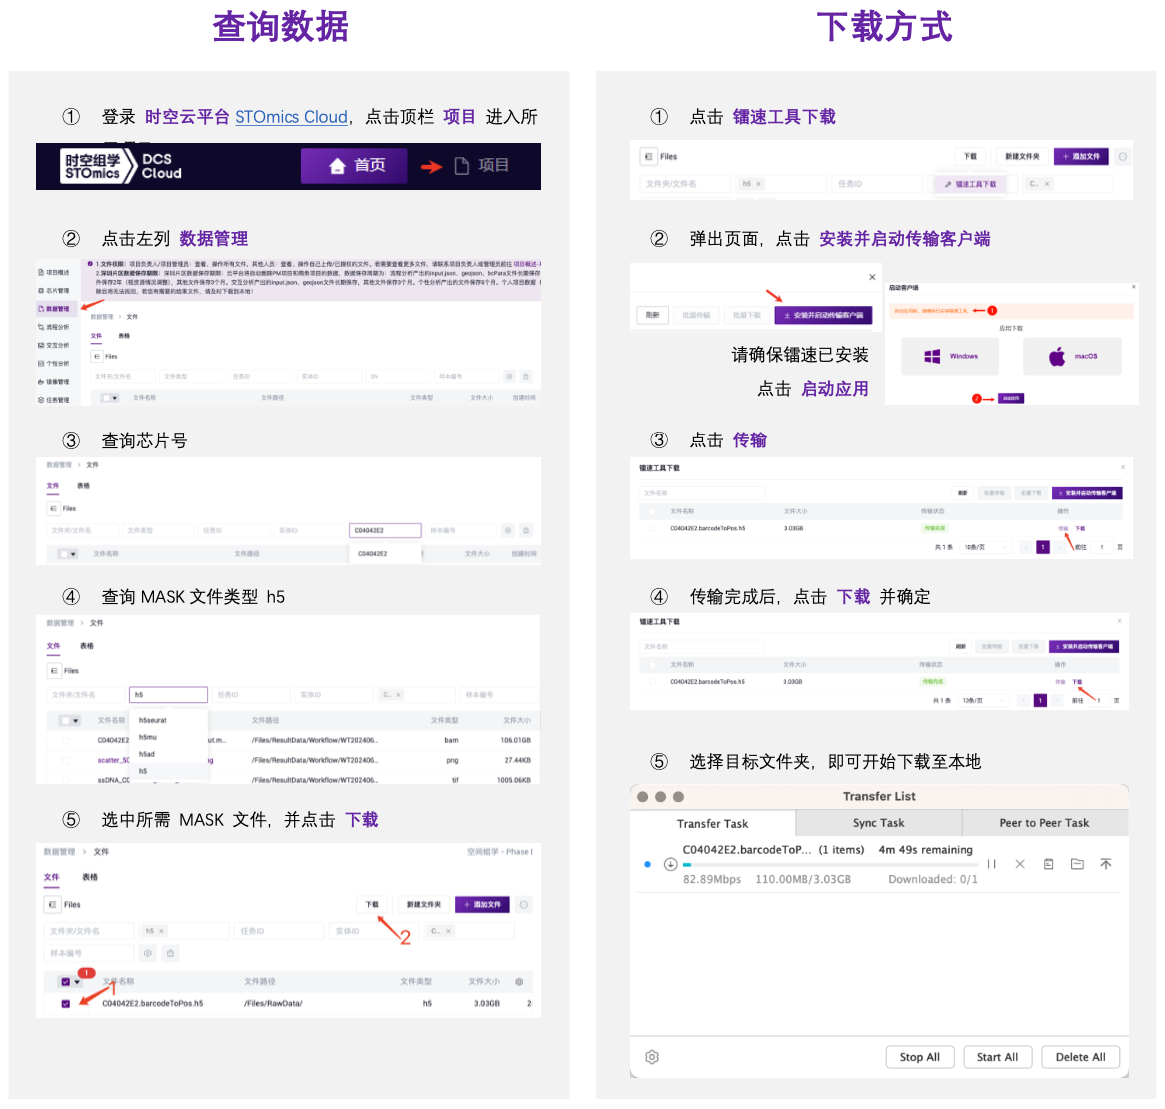 查询数据
① 登录 时空云平台 STOmics Cloud，点击顶栏 项目 进入所
时空组学 STOmics DCS Cloud 首页 项目
② 点击左列 数据管理
项目概述
芯片管理
数据管理
流程分析
交互分析
个性分析
镜像管理
任务管理
数据管理 > 文件
文件 表格
Files
文件夹/文件名 文件类型 任务ID 实体ID SN 样本编号
文件名称 文件路径 文件类型 文件大小 创建时间
③ 查询芯片号
数据管理 > 文件
文件 表格
Files
文件夹/文件名 文件类型 任务ID 实体ID C04042E2 样本编号
文件名称 文件路径 C04042E2 文件大小 创建时间
④ 查询 MASK 文件类型 h5
数据管理 > 文件
文件 表格
Files
文件夹/文件名 h5 任务ID 实体ID C.. × 样本编号
文件名称 h5seurat 文件路径 文件类型 文件大小
C04042E2 h5mu ut.m... /Files/ResultData/Workflow/WT202406... bam 106.01GB
scatter_50 h5ad ng /Files/ResultData/Workflow/WT202406... png 27.44KB
h5
ssDNA_C0 /Files/ResultData/Workflow/WT202406... tif 1005.06KB
⑤ 选中所需 MASK 文件，并点击 下载
数据管理 > 文件 空间组学 - Phase I
文件 表格
Files 下载 新建文件夹 + 添加文件
文件夹/文件名 h5 × 任务ID 实体ID C.. ×
2
样本编号
1
文件名称 文件路径 文件类型 文件大小
1
C04042E2.barcodeToPos.h5 /Files/RawData/ h5 3.03GB 2
下载方式
① 点击 镭速工具下载
Files 下载 新建文件夹 + 添加文件
文件夹/文件名 h5 × 任务ID 镭速工具下载 C.. ×
② 弹出页面，点击 安装并启动传输客户端
刷新 批量传输 批量下载 安装并启动传输客户端
请确保镭速已安装
点击 启动应用
启动客户端
1
应用下载
Windows macOS
2 启动应用
③ 点击 传输
镭速工具下载
文件名称 刷新 批量传输 批量下载 安装并启动传输客户端
文件名称 文件大小 传输状态 操作
C04042E2.barcodeToPos.h5 3.03GB 传输完成 传输 下载
共 1 条 10条/页 1 前往 1 页
④ 传输完成后，点击 下载 并确定
镭速工具下载
文件名称 刷新 批量传输 批量下载 安装并启动传输客户端
文件名称 文件大小 传输状态 操作
C04042E2.barcodeToPos.h5 3.03GB 传输完成 传输 下载
共 1 条 10条/页 1 前往 1 页
⑤ 选择目标文件夹，即可开始下载至本地
Transfer List
Transfer Task Sync Task Peer to Peer Task
C04042E2.barcodeToP... (1 items) 4m 49s remaining
82.89Mbps 110.00MB/3.03GB Downloaded: 0/1
Stop All Start All Delete All